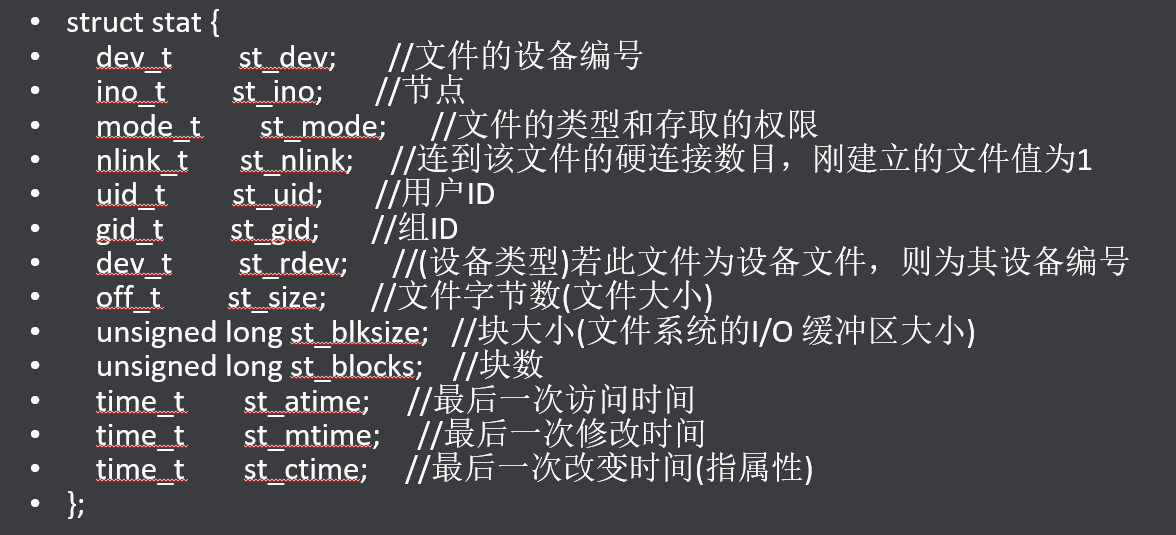 • struct stat {
• dev_t st_dev; //文件的设备编号
• ino_t st_ino; //节点
• mode_t st_mode; //文件的类型和存取的权限
• nlink_t st_nlink; //连到该文件的硬连接数目，刚建立的文件值为1
• uid_t st_uid; //用户ID
• gid_t st_gid; //组ID
• dev_t st_rdev; //(设备类型)若此文件为设备文件，则为其设备编号
• off_t st_size; //文件字节数(文件大小)
• unsigned long st_blksize; //块大小(文件系统的I/O 缓冲区大小)
• unsigned long st_blocks; //块数
• time_t st_atime; //最后一次访问时间
• time_t st_mtime; //最后一次修改时间
• time_t st_ctime; //最后一次改变时间(指属性)
• };